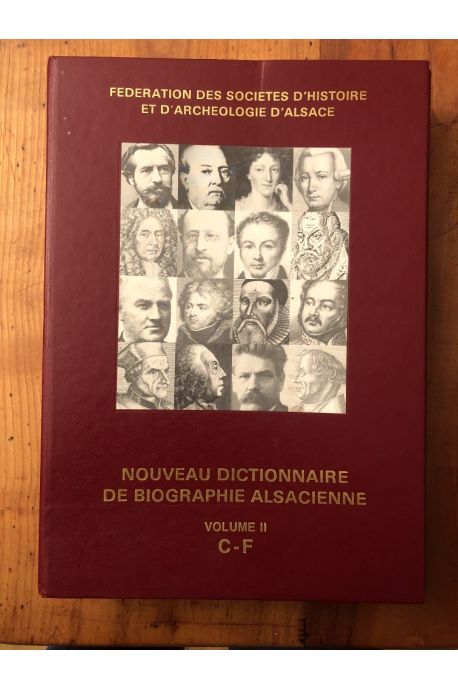 FEDERATION DES SOCIETES D'HISTOIRE
ET D'ARCHEOLOGIE D'ALSACE
NOUVEAU DICTIONNAIRE
DE BIOGRAPHIE ALSACIENNE
VOLUME II
C-F